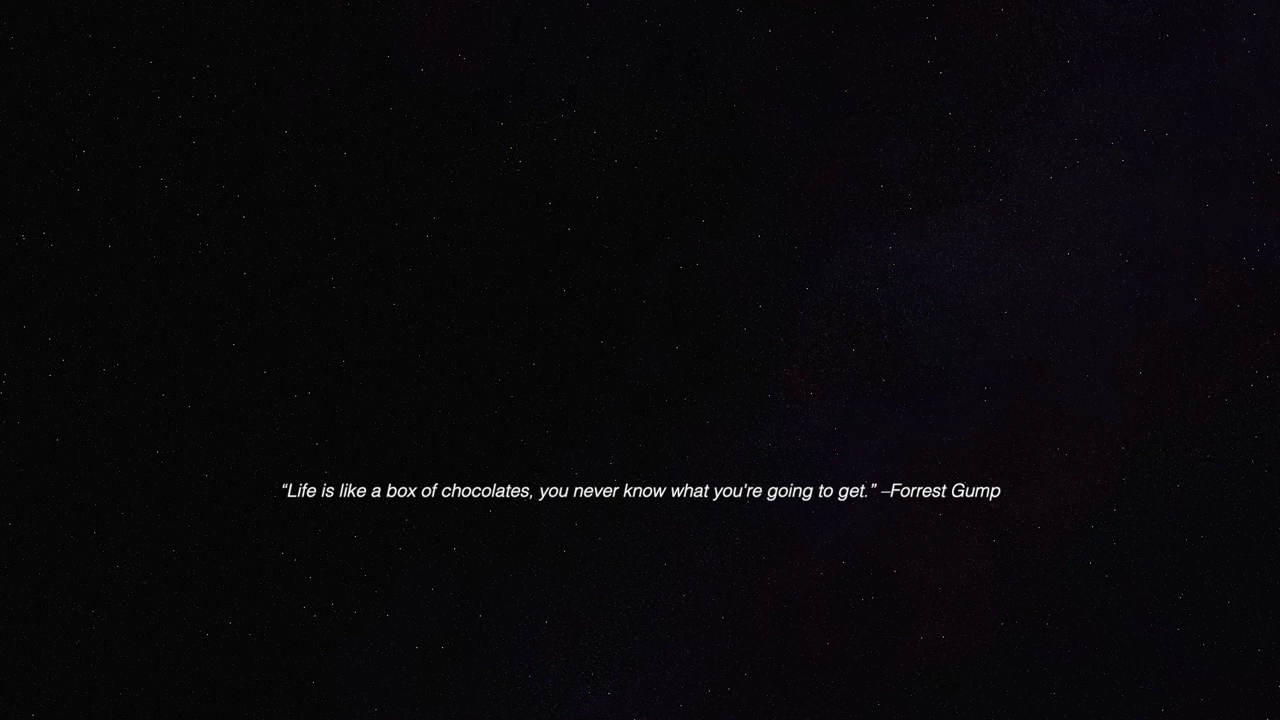 “Life is like a box of chocolates, you never know what you're going to get.” –Forrest Gump